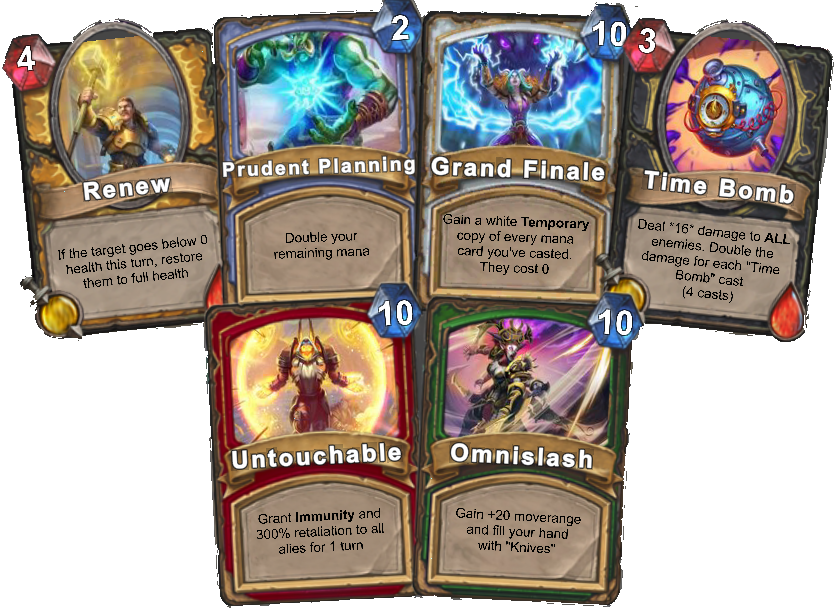 4
Renew
If the target goes below 0
health this turn, restore
them to full health
2
Prudent Planning
Double your
remaining mana
10
Grand Finale
Gain a white Temporary
copy of every mana
card you've casted.
They cost 0
3
Time Bomb
Deal *16* damage to ALL
enemies. Double the
damage for each "Time
Bomb" cast
(4 casts)
10
Untouchable
Grant Immunity and
300% retaliation to all
alies for 1 turn
10
Omnislash
Gain +20 moverange
and fill your hand
with "Knives"